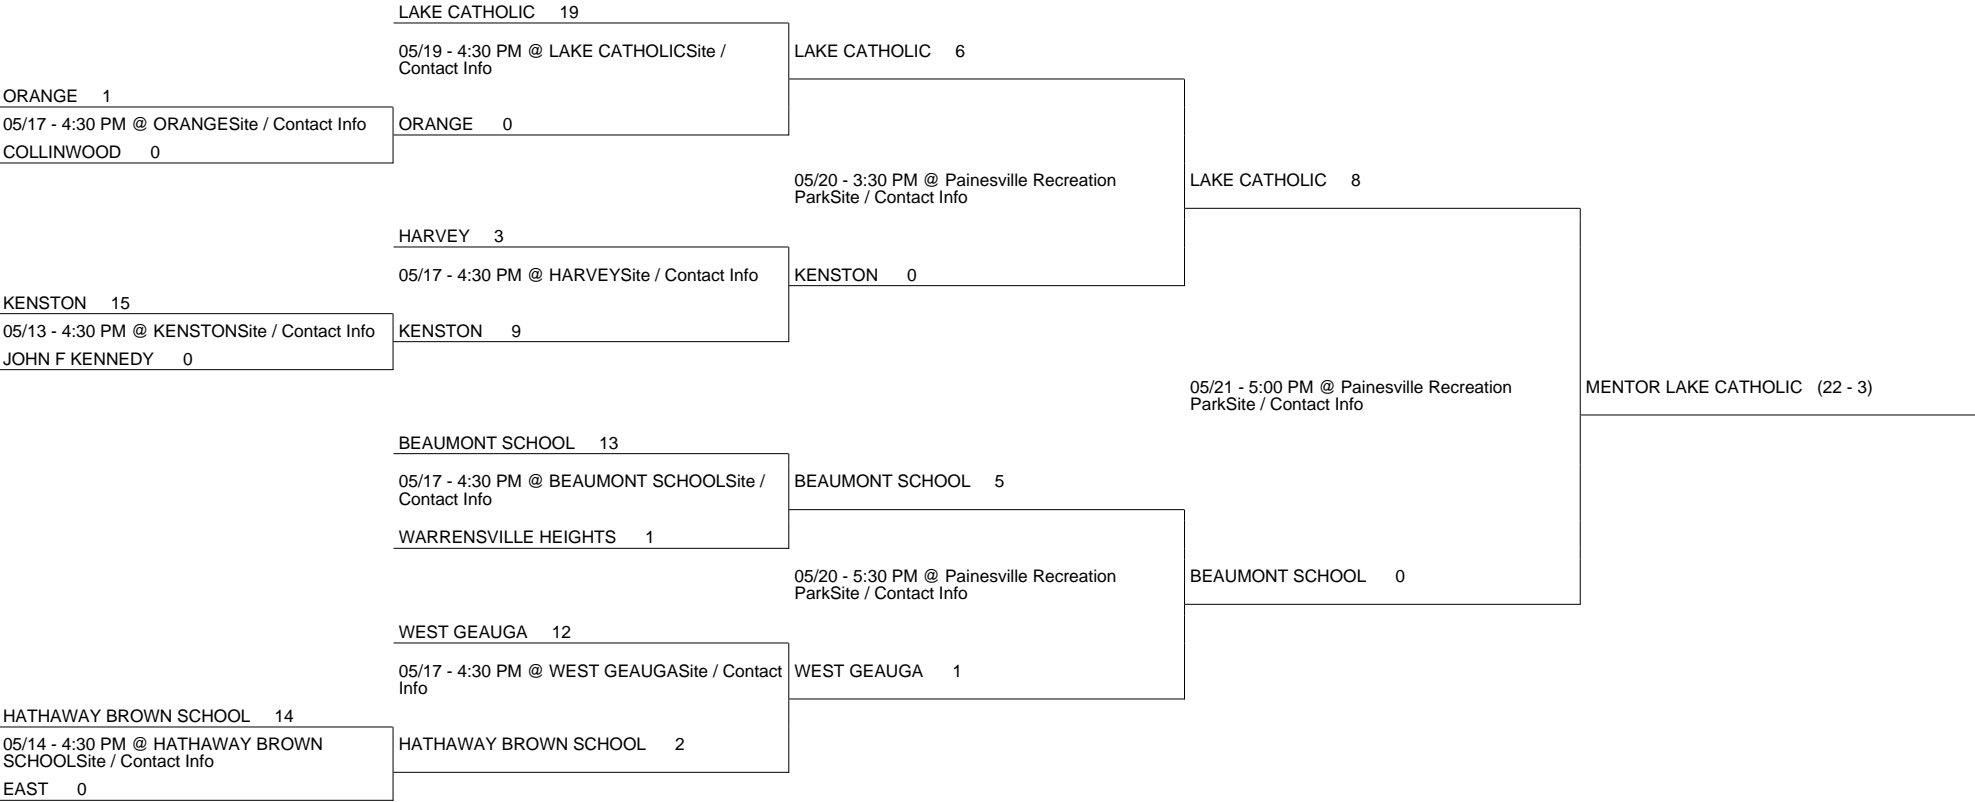 LAKE CATHOLIC 19
05/19 - 4:30 PM @ LAKE CATHOLICSite /
Contact Info
LAKE CATHOLIC 6
ORANGE 1
05/17 - 4:30 PM @ ORANGESite / Contact Info
ORANGE 0
COLLINWOOD 0
05/20 - 3:30 PM @ Painesville Recreation
ParkSite / Contact Info
LAKE CATHOLIC 8
HARVEY 3
05/17 - 4:30 PM @ HARVEYSite / Contact Info
KENSTON 0
KENSTON 15
05/13 - 4:30 PM @ KENSTONSite / Contact Info
KENSTON 9
JOHN F KENNEDY 0
05/21 - 5:00 PM @ Painesville Recreation
ParkSite / Contact Info
MENTOR LAKE CATHOLIC (22 - 3)
BEAUMONT SCHOOL 13
05/17 - 4:30 PM @ BEAUMONT SCHOOLSite /
Contact Info
BEAUMONT SCHOOL 5
WARRENSVILLE HEIGHTS 1
05/20 - 5:30 PM @ Painesville Recreation
ParkSite / Contact Info
BEAUMONT SCHOOL 0
WEST GEAUGA 12
05/17 - 4:30 PM @ WEST GEAUGASite / Contact
Info
WEST GEAUGA 1
HATHAWAY BROWN SCHOOL 14
05/14 - 4:30 PM @ HATHAWAY BROWN
SCHOOLSite / Contact Info
HATHAWAY BROWN SCHOOL 2
EAST 0